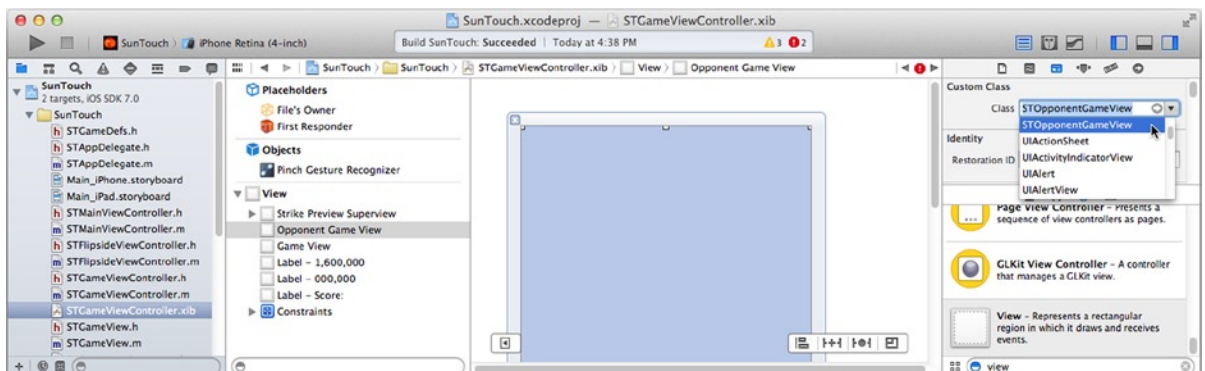 SunTouch.xcodeproj — STGameViewController.xib
SunTouch
iPhone Retina (4-inch)
Build SunTouch: Succeeded | Today at 4:38 PM
3
2
SunTouch
2 targets, iOS SDK 7.0
SunTouch
h STGameDefs.h
h STAppDelegate.h
m STAppDelegate.m
Main_iPhone.storyboard
Main_iPad.storyboard
h STMainViewController.h
m STMainViewController.m
h STFlipsideViewController.h
m STFlipsideViewController.m
h STGameViewController.h
m STGameViewController.m
STGameViewController.xib
h STGameView.h
m STGameView.m
SunTouch
SunTouch
STGameViewController.xib
View
Opponent Game View
Placeholders
File's Owner
First Responder
Objects
Pinch Gesture Recognizer
View
Strike Preview Superview
Opponent Game View
Game View
Label – 1,600,000
Label – 000,000
Label – Score:
Constraints
Custom Class
Class STOpponentGameView
STOpponentGameView
UIActionSheet
UIActivityIndicatorView
UIAlert
UIAlertView
Identity
Restoration ID
Page View Controller – Presents a
sequence of view controllers as pages.
GLKit View Controller – A controller
that manages a GLKit view.
View – Represents a rectangular
region in which it draws and receives
events.
view